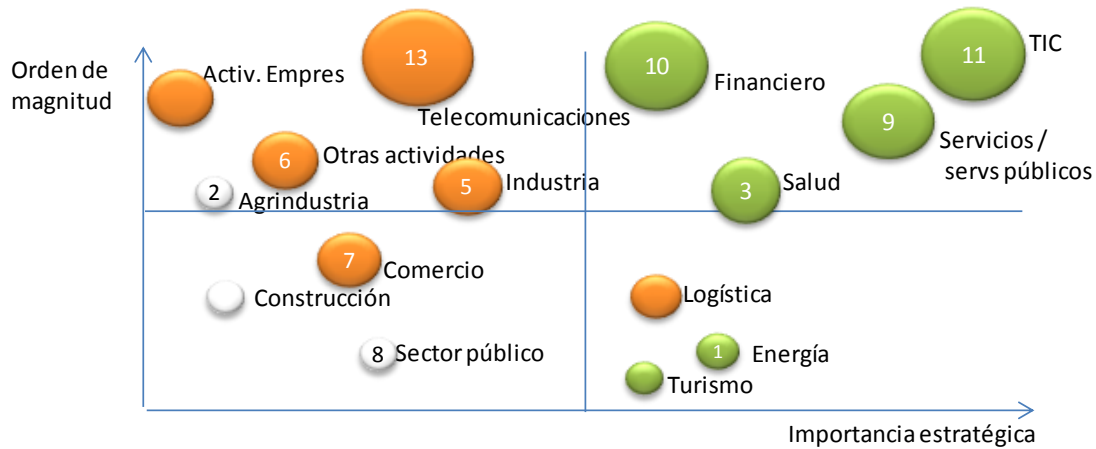 Orden de
magnitud
Activ. Empres
13
Telecomunicaciones
10
Financiero
11
TIC
9
Servicios /
servs públicos
6
Otras actividades
2
Agrindustria
5
Industria
3
Salud
7
Comercio
Construcción
Logística
8
Sector público
1
Energía
Turismo
Importancia estratégica